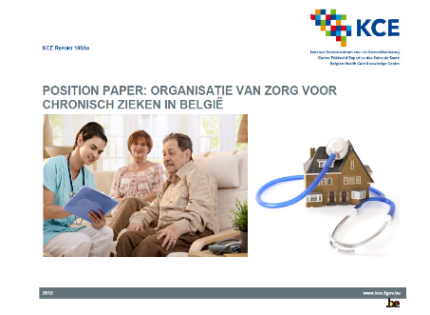 KCE
Federaal Kenniscentrum voor de Gezondheidszorg
Centre Fédéral d'Expertise des Soins de Santé
Belgian Health Care Knowledge Centre
KCE REPORT 190As
POSITION PAPER: ORGANISATIE VAN ZORG VOOR
CHRONISCH ZIEKEN IN BELGIË
2012
www.kce.fgov.be
.be